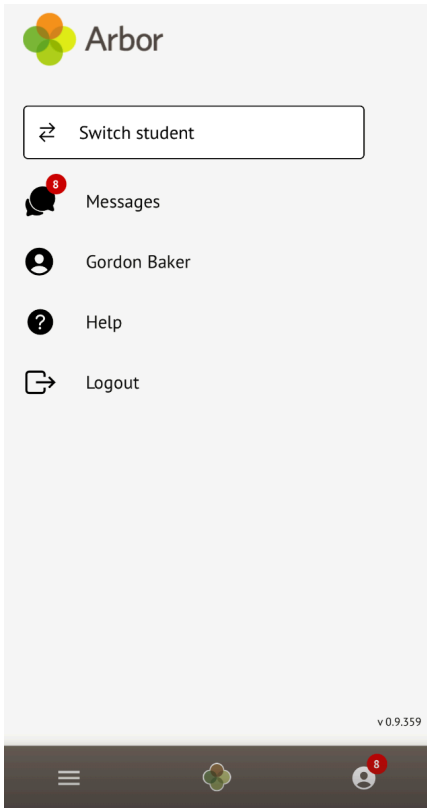 Arbor
Switch student
8
Messages
Gordon Baker
?
Help
Logout
v 0.9.359
8